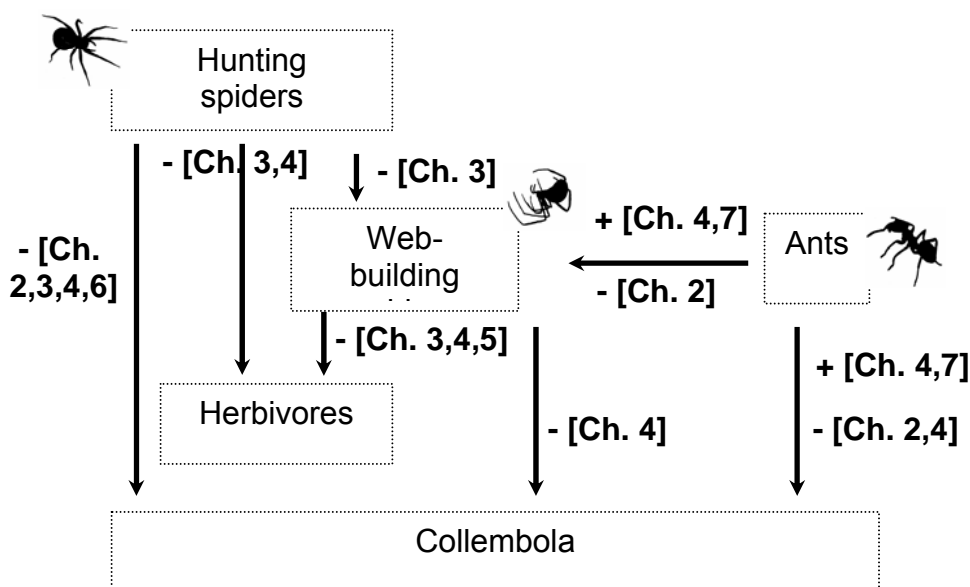 Hunting
spiders
- [Ch. 3,4]
- [Ch. 3]
- [Ch.
2,3,4,6]
Web-
building
+ [Ch. 4,7]
- [Ch. 2]
Ants
- [Ch. 3,4,5]
Herbivores
+ [Ch. 4,7]
- [Ch. 4]
- [Ch. 2,4]
Collembola